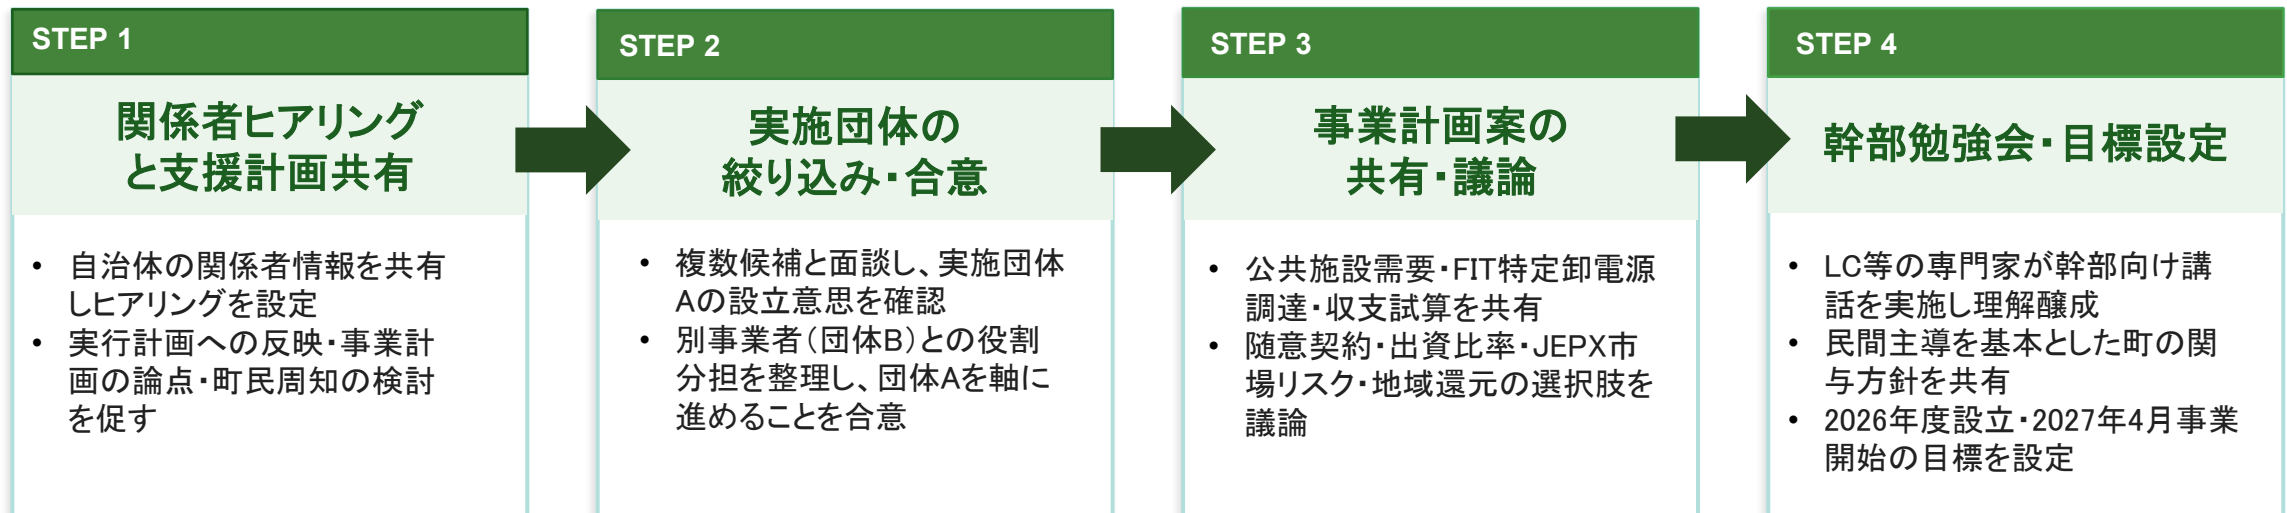 STEP 1
関係者ヒアリング
と支援計画共有
• 自治体の関係者情報を共有
しヒアリングを設定
• 実行計画への反映・事業計
画の論点・町民周知の検討
を促す
STEP 2
実施団体の
絞り込み・合意
• 複数候補と面談し、実施団体
Aの設立意思を確認
• 別事業者(団体B)との役割
分担を整理し、団体Aを軸に
進めることを合意
STEP 3
事業計画案の
共有・議論
• 公共施設需要・FIT特定卸電源
調達・収支試算を共有
• 随意契約・出資比率・JEPX市
場リスク・地域還元の選択肢を
議論
STEP 4
幹部勉強会・目標設定
• LC等の専門家が幹部向け講
話を実施し理解醸成
• 民間主導を基本とした町の関
与方針を共有
• 2026年度設立・2027年4月事業
開始の目標を設定